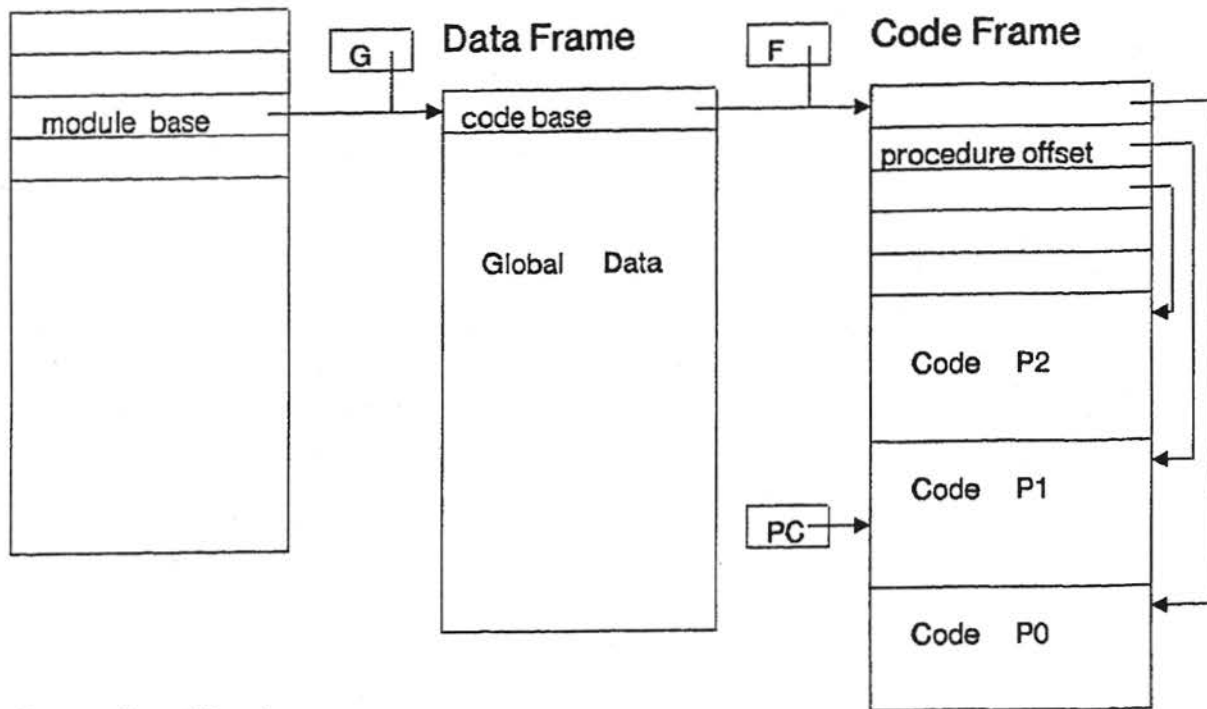 G
Data Frame
F
Code Frame
module base
code base
procedure offset
Global Data
Code P2
Code P1
PC
Code P0